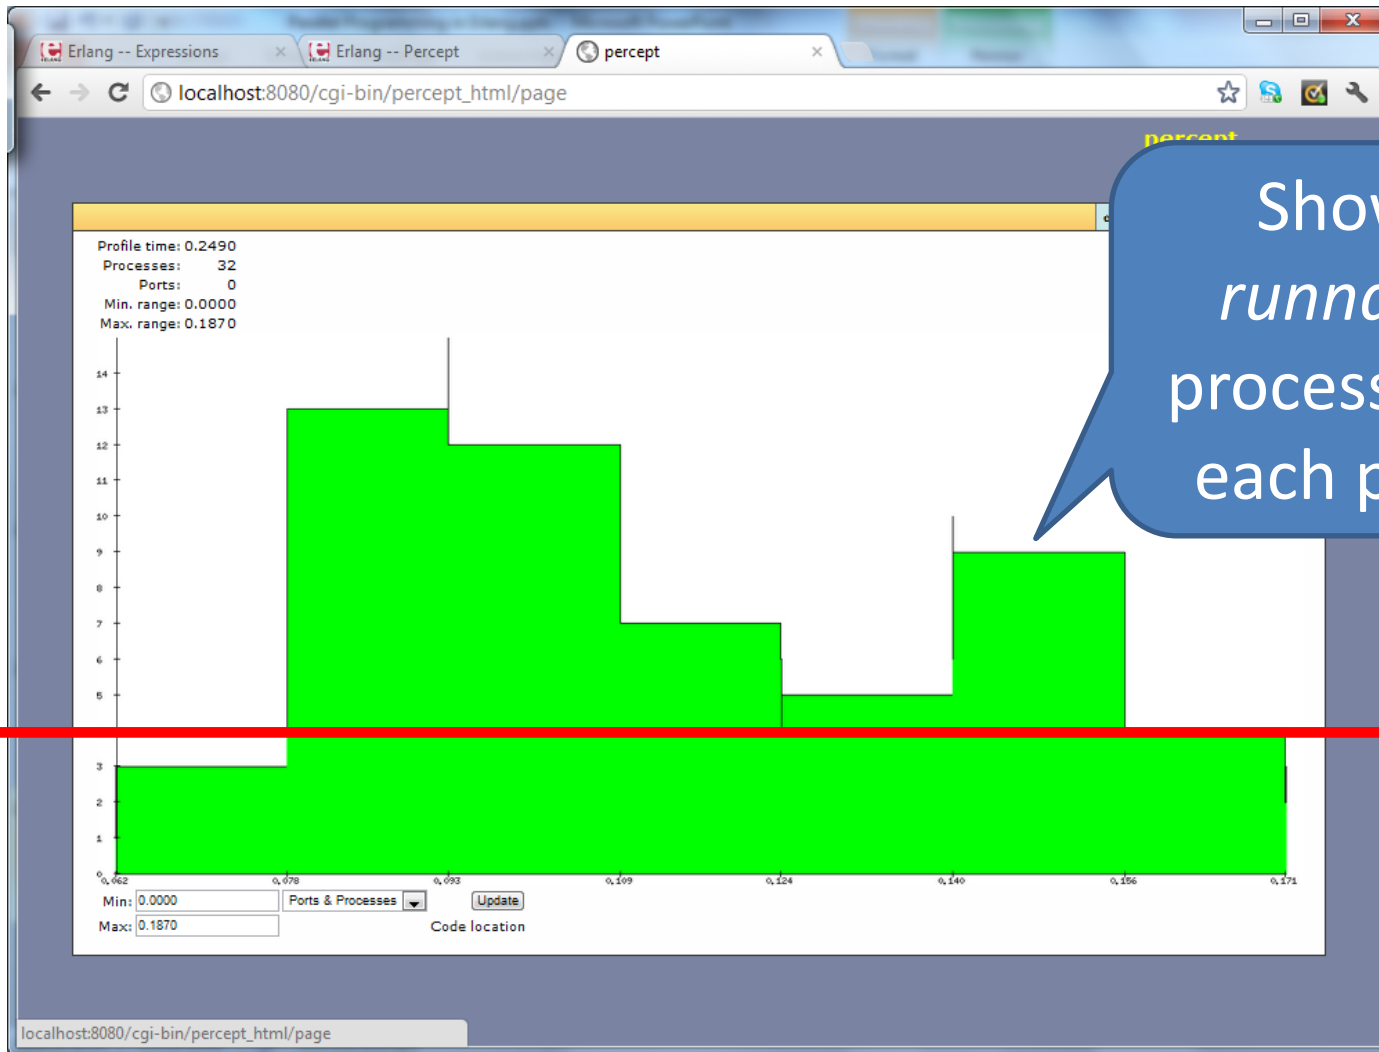 Erlang -- Expressions
Erlang -- Percept
percept
localhost:8080/cgi-bin/percept_html/page
percept
Profile time: 0.2490
Processes: 32
Ports: 0
Min. range: 0.0000
Max. range: 0.1870
Show
runna
process
each p
14
13
12
11
10
9
8
7
6
5
3
2
1
0
0,062 0,078 0,093 0,109 0,124 0,140 0,156 0,171
Min: 0.0000 Ports & Processes Update
Max: 0.1870 Code location
localhost:8080/cgi-bin/percept_html/page